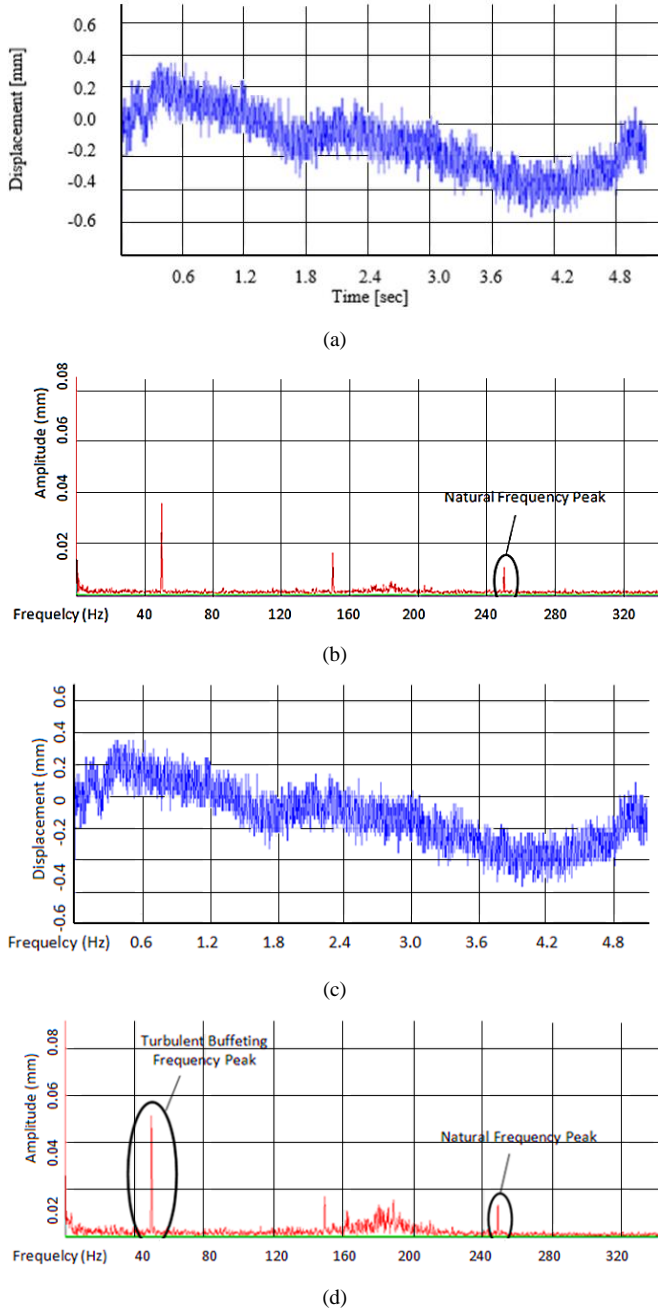 0.6
0.4
0.2
0.0
-0.2
-0.4
-0.6
Displacement [mm]
0.6 1.2 1.8 2.4 3.0 3.6 4.2 4.8
Time [sec]
(a)
0.08
0.06
0.04
0.02
Amplitude (mm)
Natural Frequency Peak
Frequelcy (Hz) 40 80 120 160 200 240 280 320
(b)
0.6
0.4
0.2
0
-0.2
-0.4
-0.6
Displacement (mm)
Frequelcy (Hz) 0.6 1.2 1.8 2.4 3.0 3.6 4.2 4.8
(c)
0.08
0.06
0.04
0.02
Amplitude (mm)
Turbulent Buffeting
Frequency Peak
Natural Frequency Peak
Frequelcy (Hz) 40 80 120 160 200 240 280 320
(d)